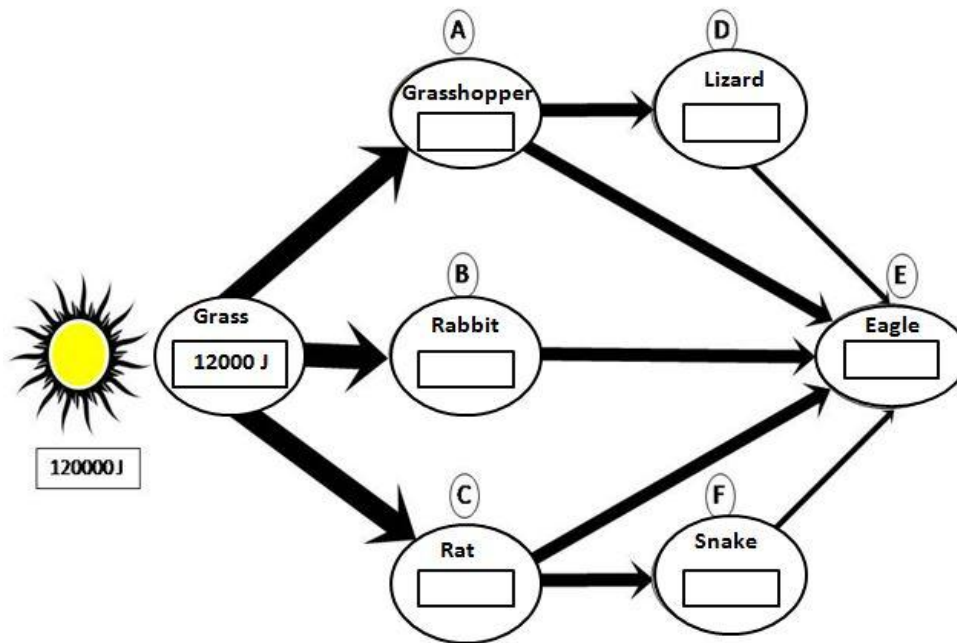 A
Grasshopper
D
Lizard
Grass
12000 J
B
Rabbit
E
Eagle
120000J
C
Rat
F
Snake